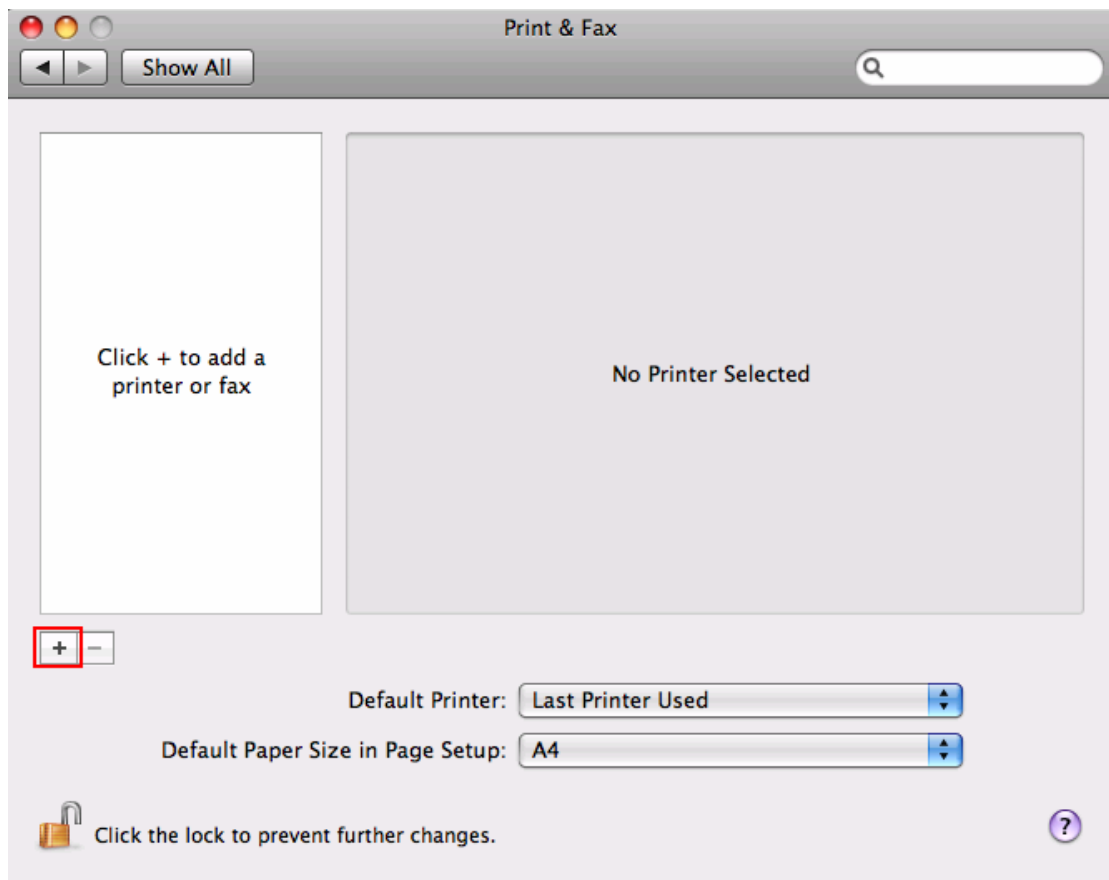 Print & Fax
Show All
Click + to add a
printer or fax
No Printer Selected
+ −
Default Printer: Last Printer Used
Default Paper Size in Page Setup: A4
Click the lock to prevent further changes.
?